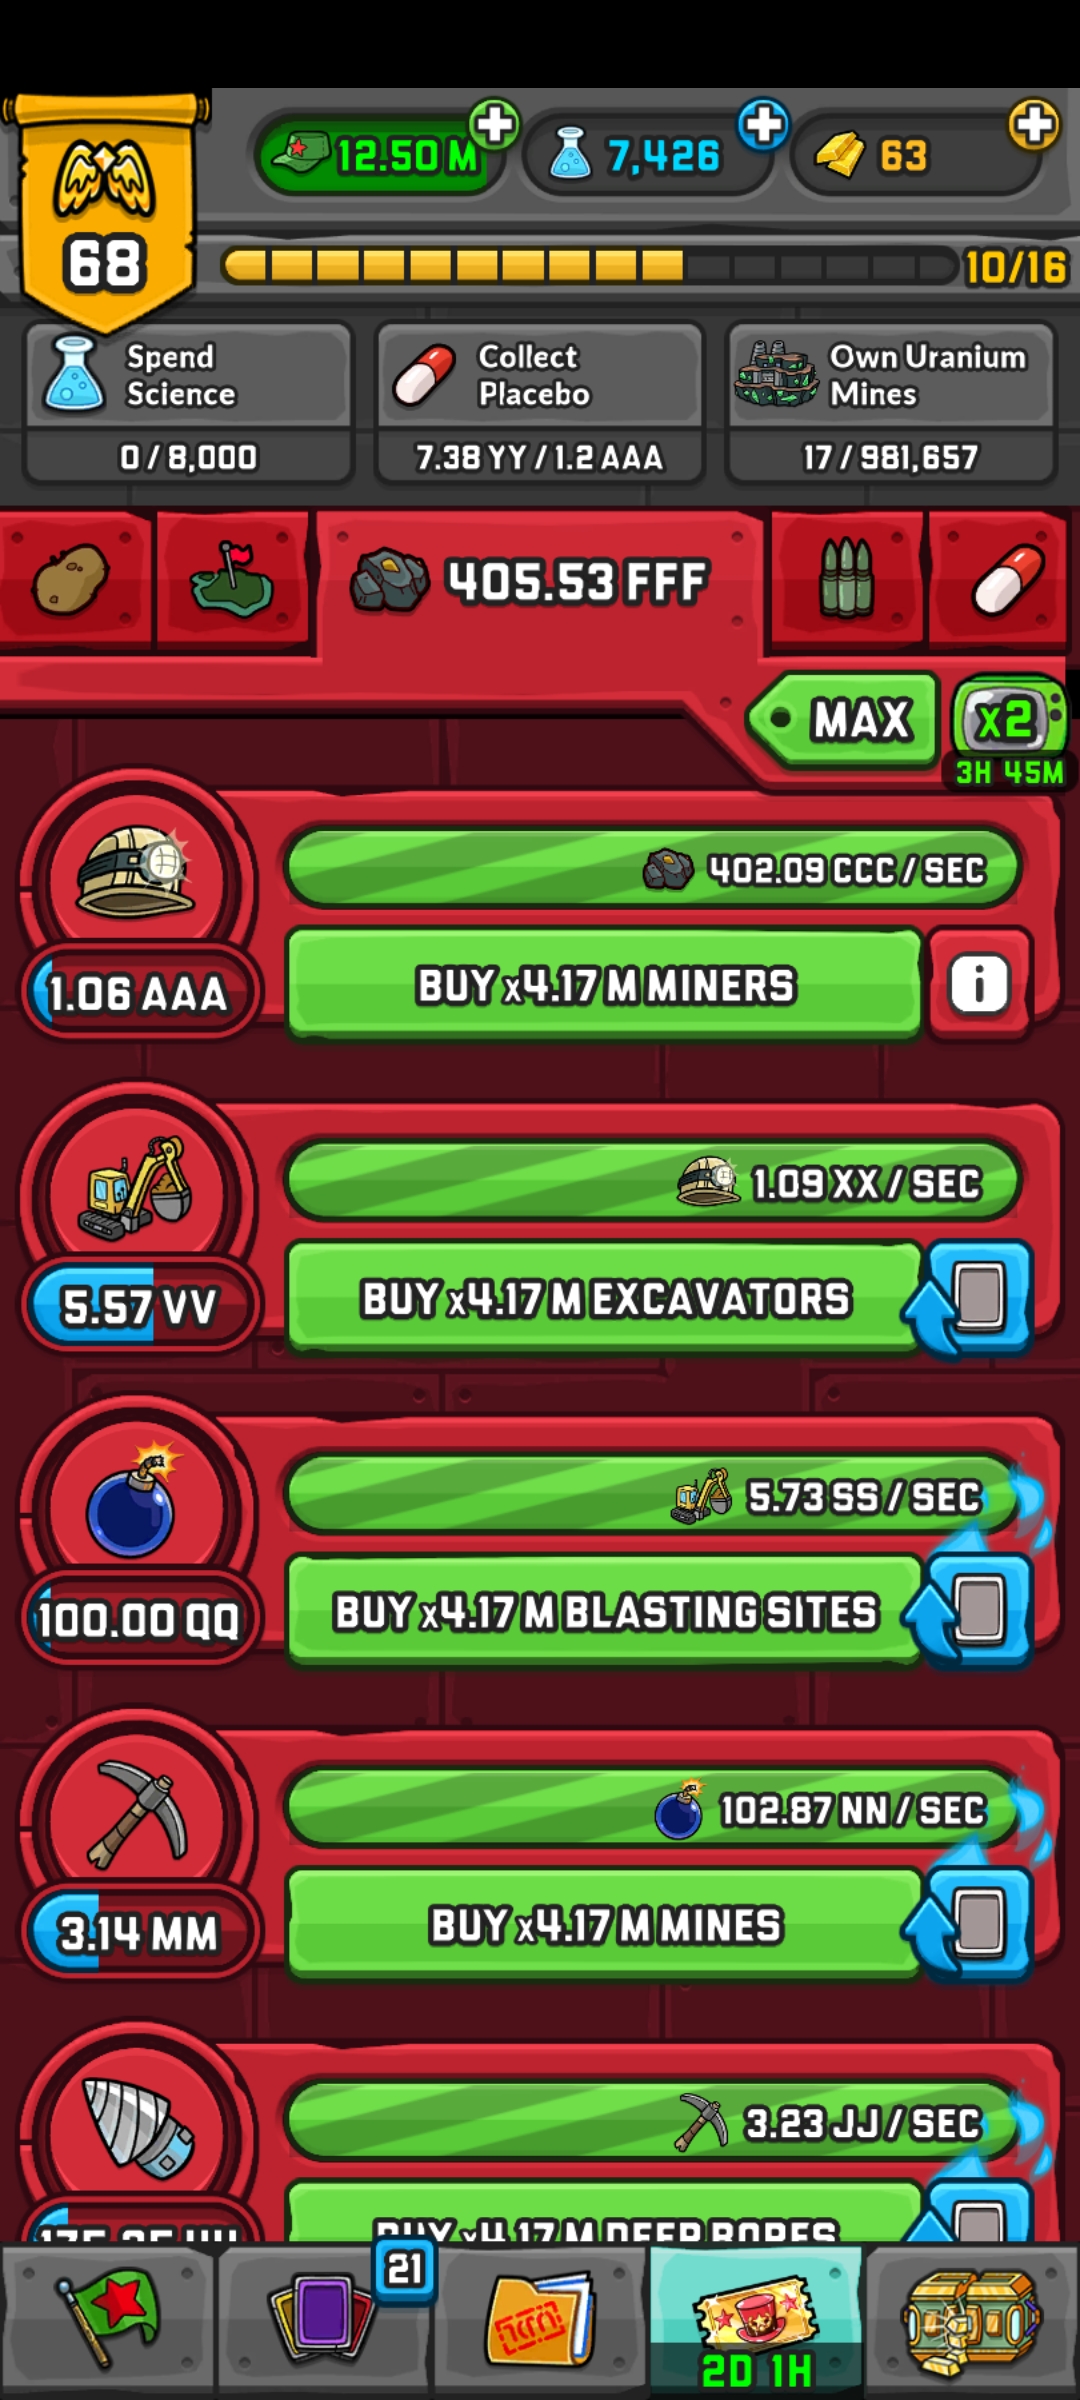 12.50 M
7,426
63
68
10/16
Spend
Science
0 / 8,000
Collect
Placebo
7.38 YY / 1.2 AAA
Own Uranium
Mines
17 / 981,657
405.53 FFF
MAX
x2
3H 45M
402.09 CCC / SEC
1.06 AAA
BUY x4.17 M MINERS
i
1.09 XX / SEC
5.57 VV
BUY x4.17 M EXCAVATORS
5.73 SS / SEC
100.00 QQ
BUY x4.17 M BLASTING SITES
102.87 NN / SEC
3.14 MM
BUY x4.17 M MINES
3.23 JJ / SEC
BUY x4.17 M DEEP BORES
21
2D 1H